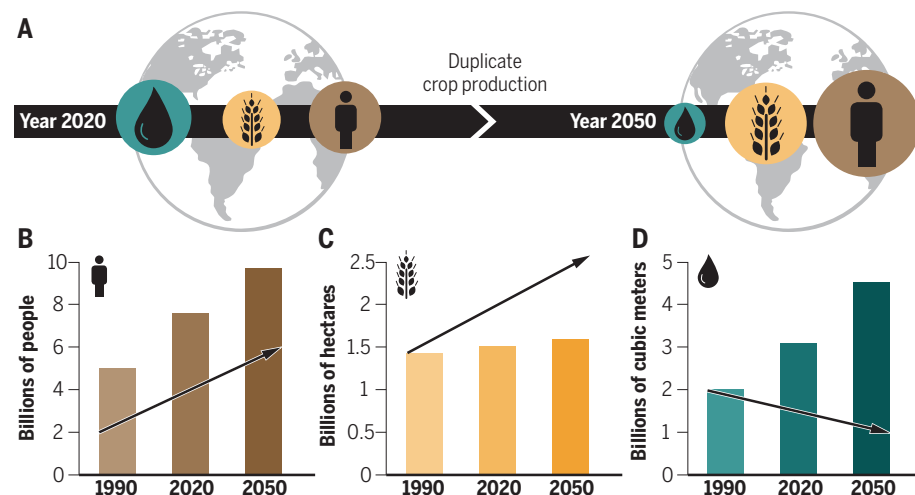 A
Duplicate
crop production
Year 2020
Year 2050
B
Billions of people
10
8
6
4
2
0
1990 2020 2050
C
Billions of hectares
2.5
2
1.5
1
0.5
0
1990 2020 2050
D
Billions of cubic meters
5
4
3
2
1
0
1990 2020 2050